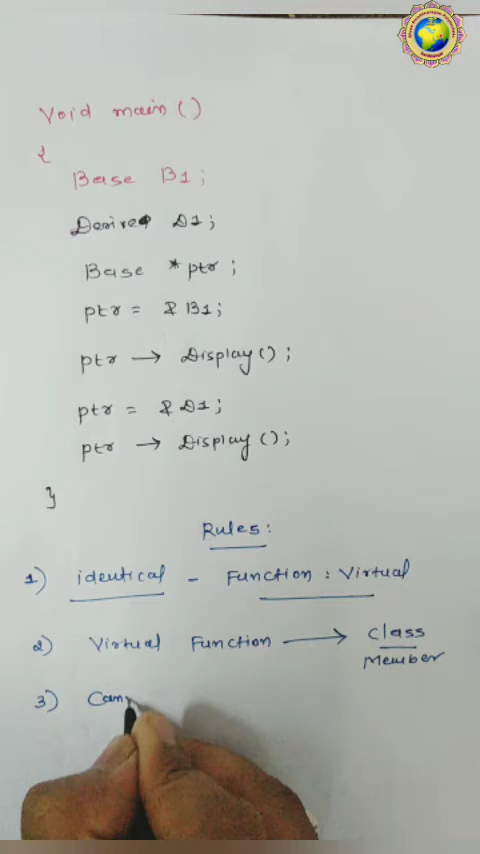 Void main ()
{
Base B1;
Derived D1;
Base *ptr;
ptr = & B1;
ptr → Display();
ptr = & D1;
ptr → Display();
}
Rules:
1) identical - Function : Virtual
2) Virtual Function → Class Member
3) Can